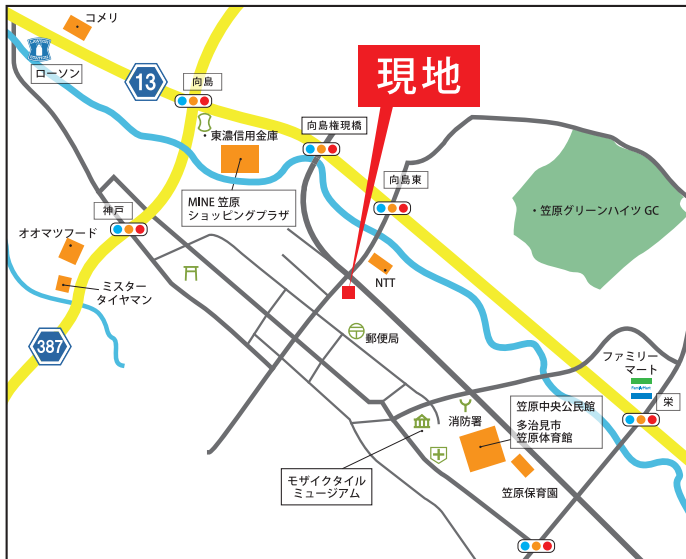 コメリ
ローソン
13
向島
現地
東濃信用金庫
向島権現橋
MINE 笠原
ショッピングプラザ
向島東
・笠原グリーンハイツ GC
神戸
オオマツフード
ミスター
タイヤマン
NTT
387
郵便局
ファミリー
マート
FamilyMart
栄
消防署
笠原中央公民館
多治見市
笠原体育館
モザイクタイル
ミュージアム
笠原保育園